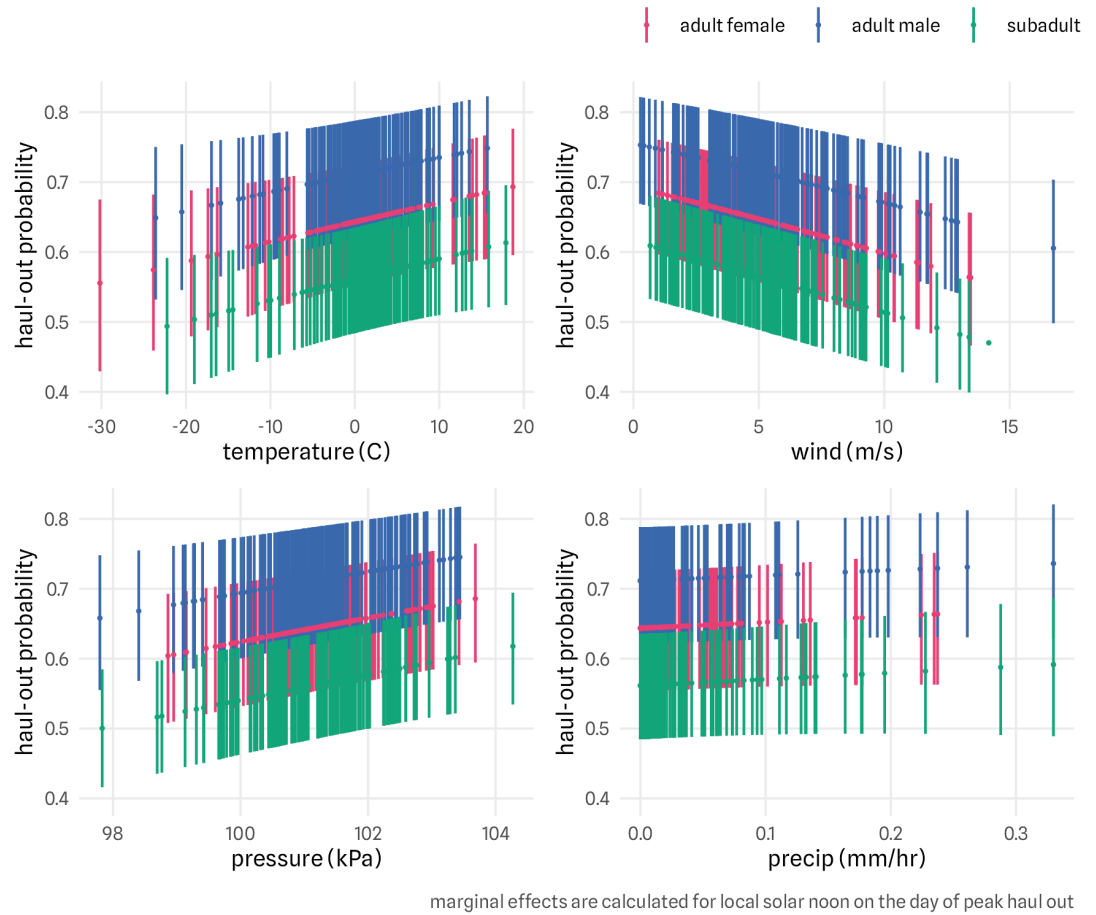 adult female adult male subadult
haul-out probability
0.8
0.7
0.6
0.5
0.4
-30 -20 -10 0 10 20
temperature (C)
haul-out probability
0.8
0.7
0.6
0.5
0.4
0 5 10 15
wind (m/s)
haul-out probability
0.8
0.7
0.6
0.5
0.4
98 100 102 104
pressure (kPa)
haul-out probability
0.8
0.7
0.6
0.5
0.4
0.0 0.1 0.2 0.3
precip (mm/hr)
marginal effects are calculated for local solar noon on the day of peak haul out